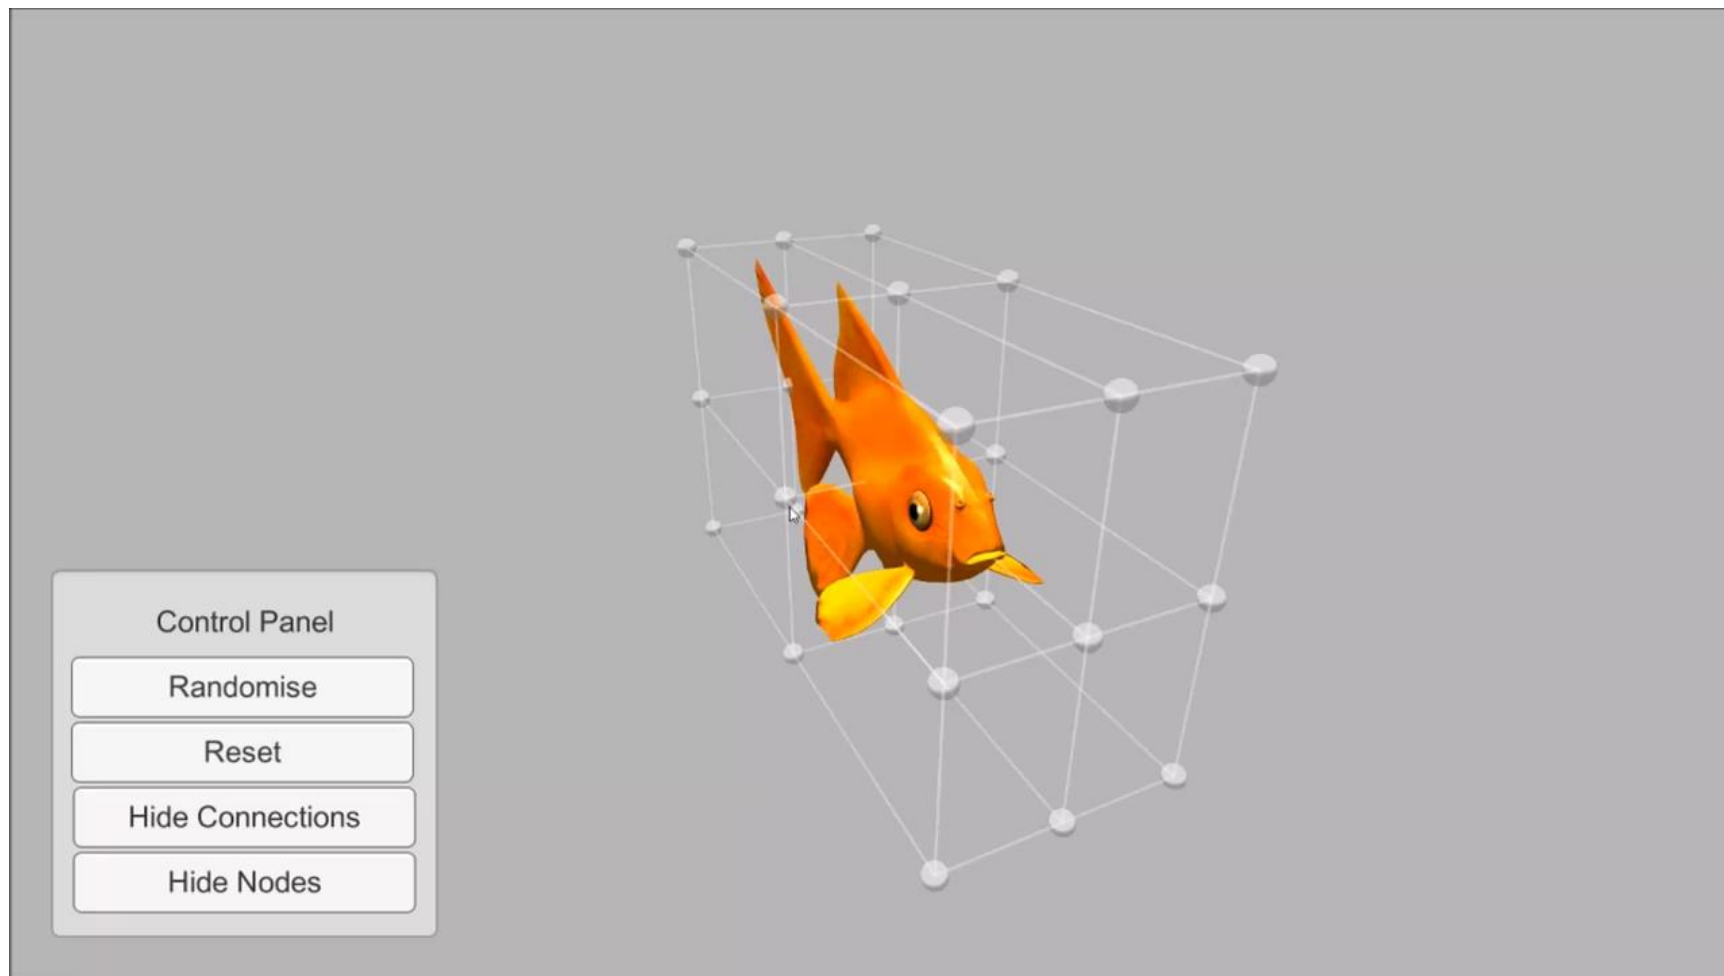 Control Panel
Randomise
Reset
Hide Connections
Hide Nodes